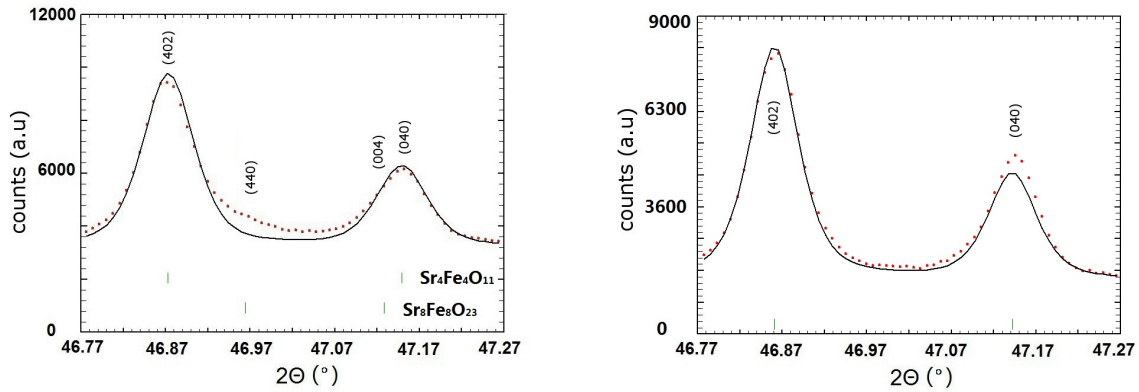 12000
6000
0
counts (a.u)
(402)
(440)
(004)
(040)
Sr₄Fe₄O₁₁
Sr₈Fe₈O₂₃
46.77 46.87 46.97 47.07 47.17 47.27
2Θ (°)
9000
6300
3600
0
counts (a.u)
(402)
(040)
46.77 46.87 46.97 47.07 47.17 47.27
2Θ (°)